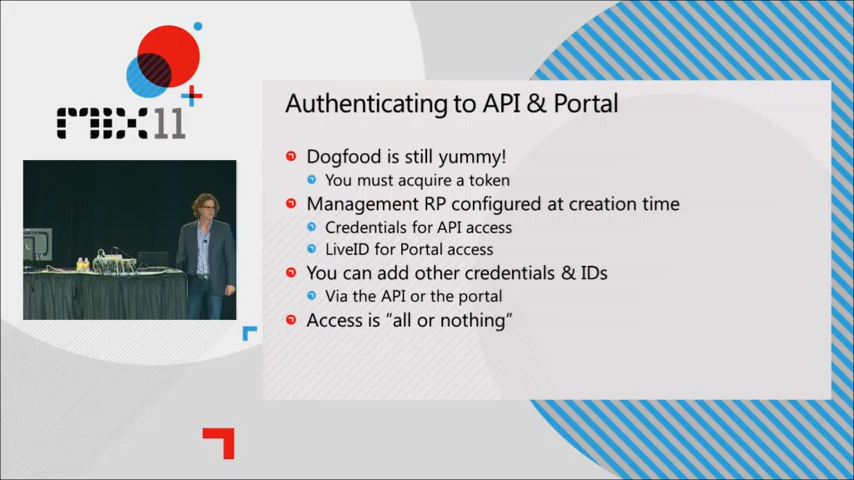 mix11
Authenticating to API & Portal
Dogfood is still yummy!
You must acquire a token
Management RP configured at creation time
Credentials for API access
LiveID for Portal access
You can add other credentials & IDs
Via the API or the portal
Access is “all or nothing”